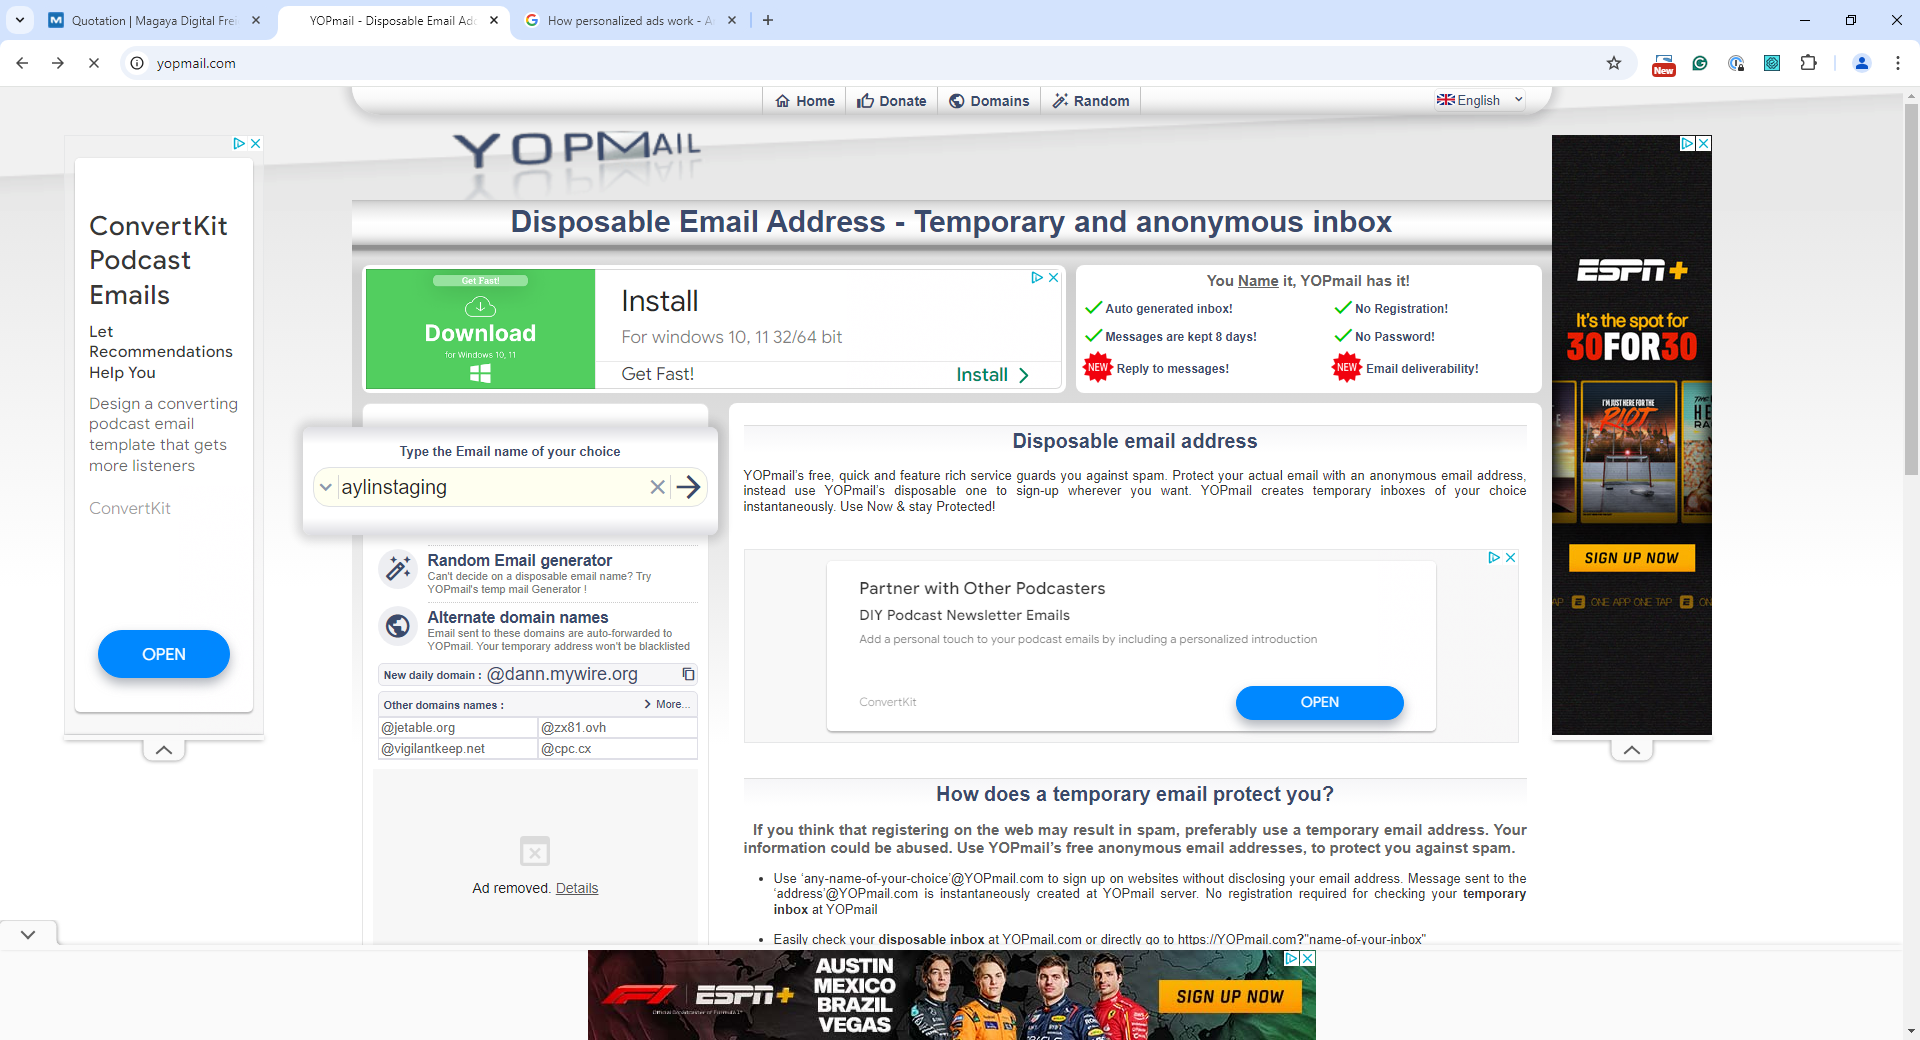 Quotation | Magaya Digital Frei
YOPmail - Disposable Email Add
How personalized ads work - A
yopmail.com
New
Home
Donate
Domains
Random
English
YOPMAIL
Disposable Email Address - Temporary and anonymous inbox
ConvertKit
Podcast
Emails
Let
Recommendations
Help You
Design a converting
podcast email
template that gets
more listeners
ConvertKit
OPEN
Get Fast!
Download
for Windows 10, 11
Install
For windows 10, 11 32/64 bit
Get Fast!
Install
You Name it, YOPmail has it!
Auto generated inbox!
No Registration!
Messages are kept 8 days!
No Password!
NEW Reply to messages!
NEW Email deliverability!
Type the Email name of your choice
aylinstaging
Random Email generator
Can't decide on a disposable email name? Try
YOPmail's temp mail Generator !
Alternate domain names
Email sent to these domains are auto-forwarded to
YOPmail. Your temporary address won't be blacklisted
New daily domain : @dann.mywire.org
Other domains names :
More...
@jetable.org
@zx81.ovh
@vigilantkeep.net
@cpc.cx
Ad removed. Details
Disposable email address
YOPmail's free, quick and feature rich service guards you against spam. Protect your actual email with an anonymous email address,
instead use YOPmail's disposable one to sign-up wherever you want. YOPmail creates temporary inboxes of your choice
instantaneously. Use Now & stay Protected!
Partner with Other Podcasters
DIY Podcast Newsletter Emails
Add a personal touch to your podcast emails by including a personalized introduction
ConvertKit
OPEN
How does a temporary email protect you?
If you think that registering on the web may result in spam, preferably use a temporary email address. Your
information could be abused. Use YOPmail's free anonymous email addresses, to protect you against spam.
• Use ‘any-name-of-your-choice’@YOPmail.com to sign up on websites without disclosing your email address. Message sent to the
‘address’@YOPmail.com is instantaneously created at YOPmail server. No registration required for checking your temporary
inbox at YOPmail
• Easily check your disposable inbox at YOPmail.com or directly go to https://YOPmail.com?"name-of-your-inbox"
ESPN+
It's the spot for
30FOR30
I'M JUST HERE FOR THE
RIOT
SIGN UP NOW
AP E ONE APP ONE TAP E ON
F1 ESPN+
Official Broadcaster of Formula 1
AUSTIN
MEXICO
BRAZIL
VEGAS
ORACLE
SIGN UP NOW